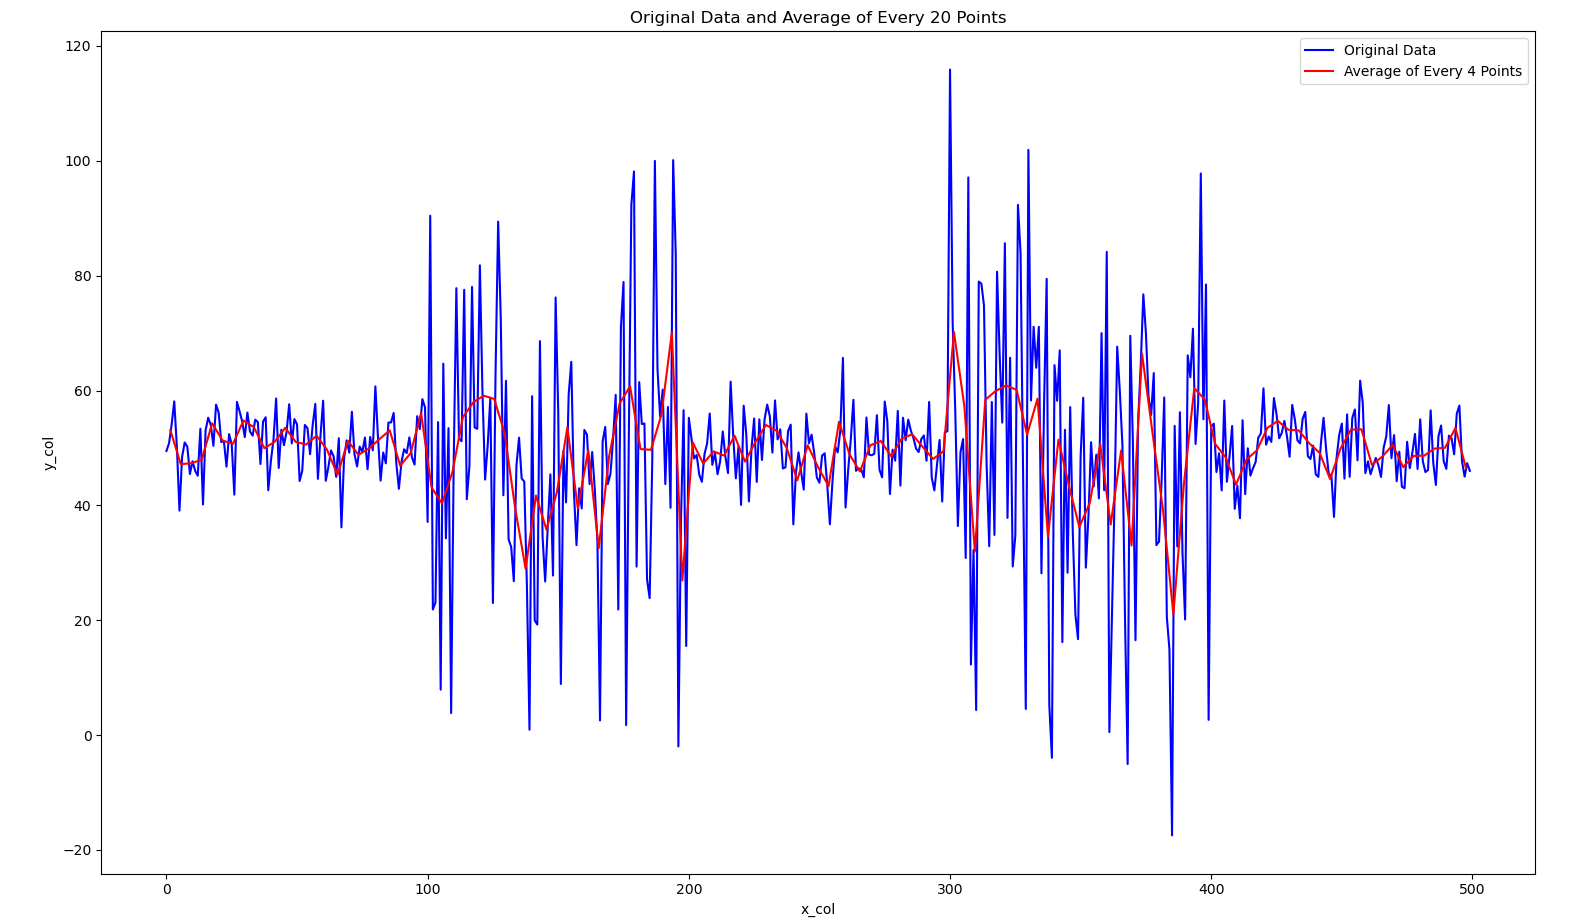 Original Data and Average of Every 20 Points
Original Data
Average of Every 4 Points
y_col
120
100
80
60
40
20
0
−20
0 100 200 300 400 500
x_col